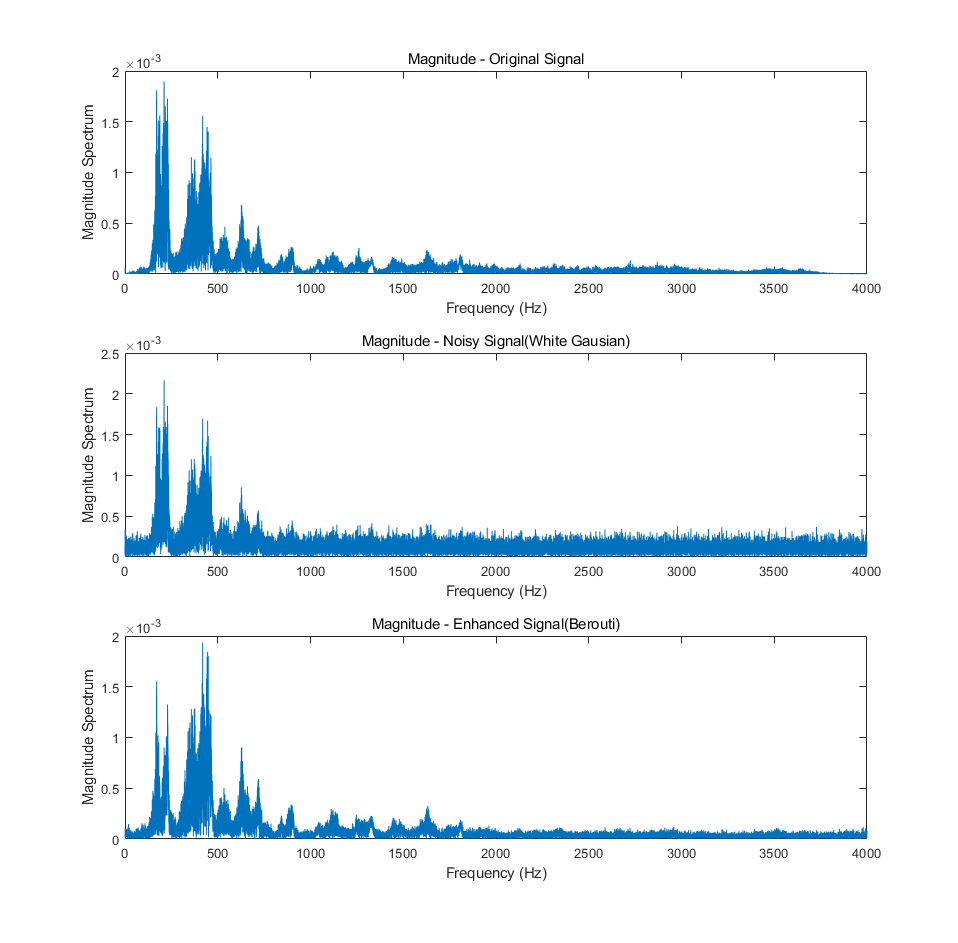 Magnitude - Original Signal
×10-3
Magnitude Spectrum
2
1.5
1
0.5
0
0 500 1000 1500 2000 2500 3000 3500 4000
Frequency (Hz)
Magnitude - Noisy Signal(White Gausian)
×10-3
Magnitude Spectrum
2.5
2
1.5
1
0.5
0
0 500 1000 1500 2000 2500 3000 3500 4000
Frequency (Hz)
Magnitude - Enhanced Signal(Berouti)
×10-3
Magnitude Spectrum
2
1.5
1
0.5
0
0 500 1000 1500 2000 2500 3000 3500 4000
Frequency (Hz)